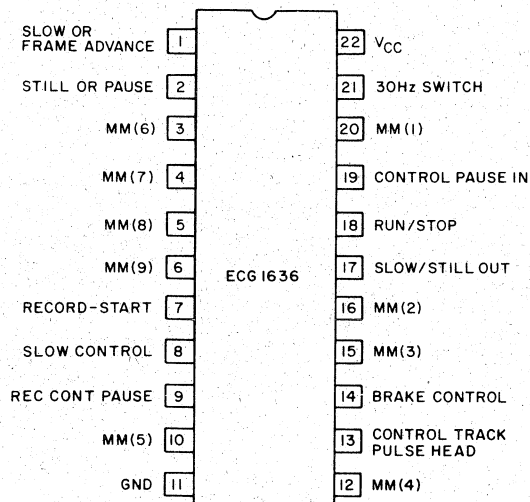 SLOW OR
FRAME ADVANCE 1
22 VCC
STILL OR PAUSE 2
21 30Hz SWITCH
MM(6) 3
20 MM(1)
MM(7) 4
19 CONTROL PAUSE IN
MM(8) 5
18 RUN/STOP
MM(9) 6
17 SLOW/STILL OUT
ECG1636
RECORD-START 7
16 MM(2)
SLOW CONTROL 8
15 MM(3)
REC CONT PAUSE 9
14 BRAKE CONTROL
MM(5) 10
13 CONTROL TRACK
PULSE HEAD
GND 11
12 MM(4)